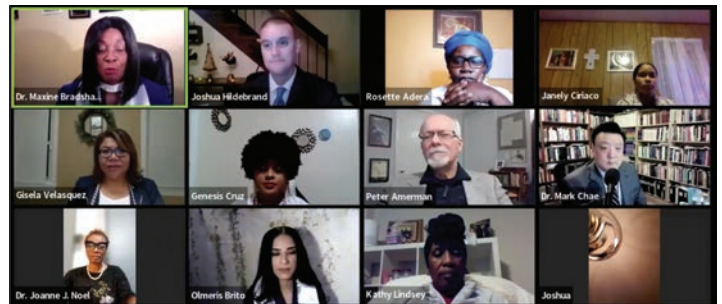 Dr. Maxine Bradsha...
Joshua Hildebrand
Rosette Adera
Janely Ciriaco
Gisela Velasquez
Genesis Cruz
Peter Amerman
Dr. Mark Chae
Dr. Joanne J. Noel
Olmeris Brito
Kathy Lindsey
Joshua